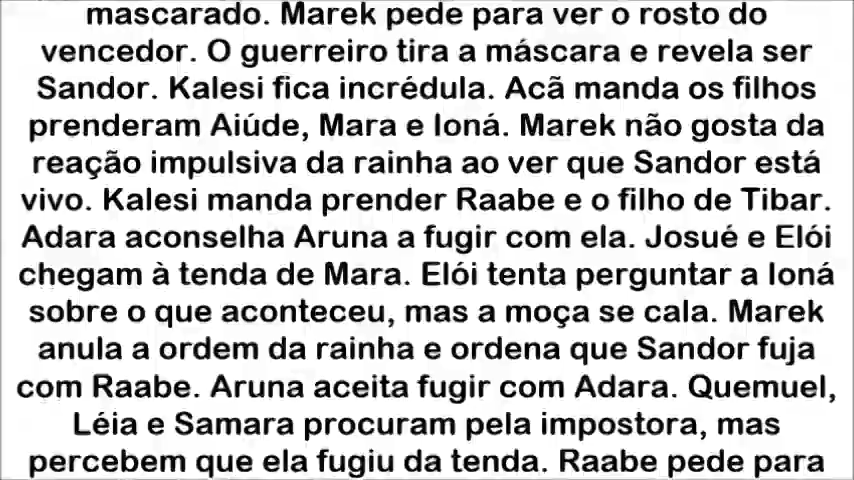 mascarado. Marek pede para ver o rosto do
vencedor. O guerreiro tira a máscara e revela ser
Sandor. Kalesi fica incrédula. Acã manda os filhos
prenderam Aiúde, Mara e Ioná. Marek não gosta da
reação impulsiva da rainha ao ver que Sandor está
vivo. Kalesi manda prender Raabe e o filho de Tibar.
Adara aconselha Aruna a fugir com ela. Josué e Elói
chegam à tenda de Mara. Elói tenta perguntar a Ioná
sobre o que aconteceu, mas a moça se cala. Marek
anula a ordem da rainha e ordena que Sandor fuja
com Raabe. Aruna aceita fugir com Adara. Quemuel,
Léia e Samara procuram pela impostora, mas
percebem que ela fugiu da tenda. Raabe pede para